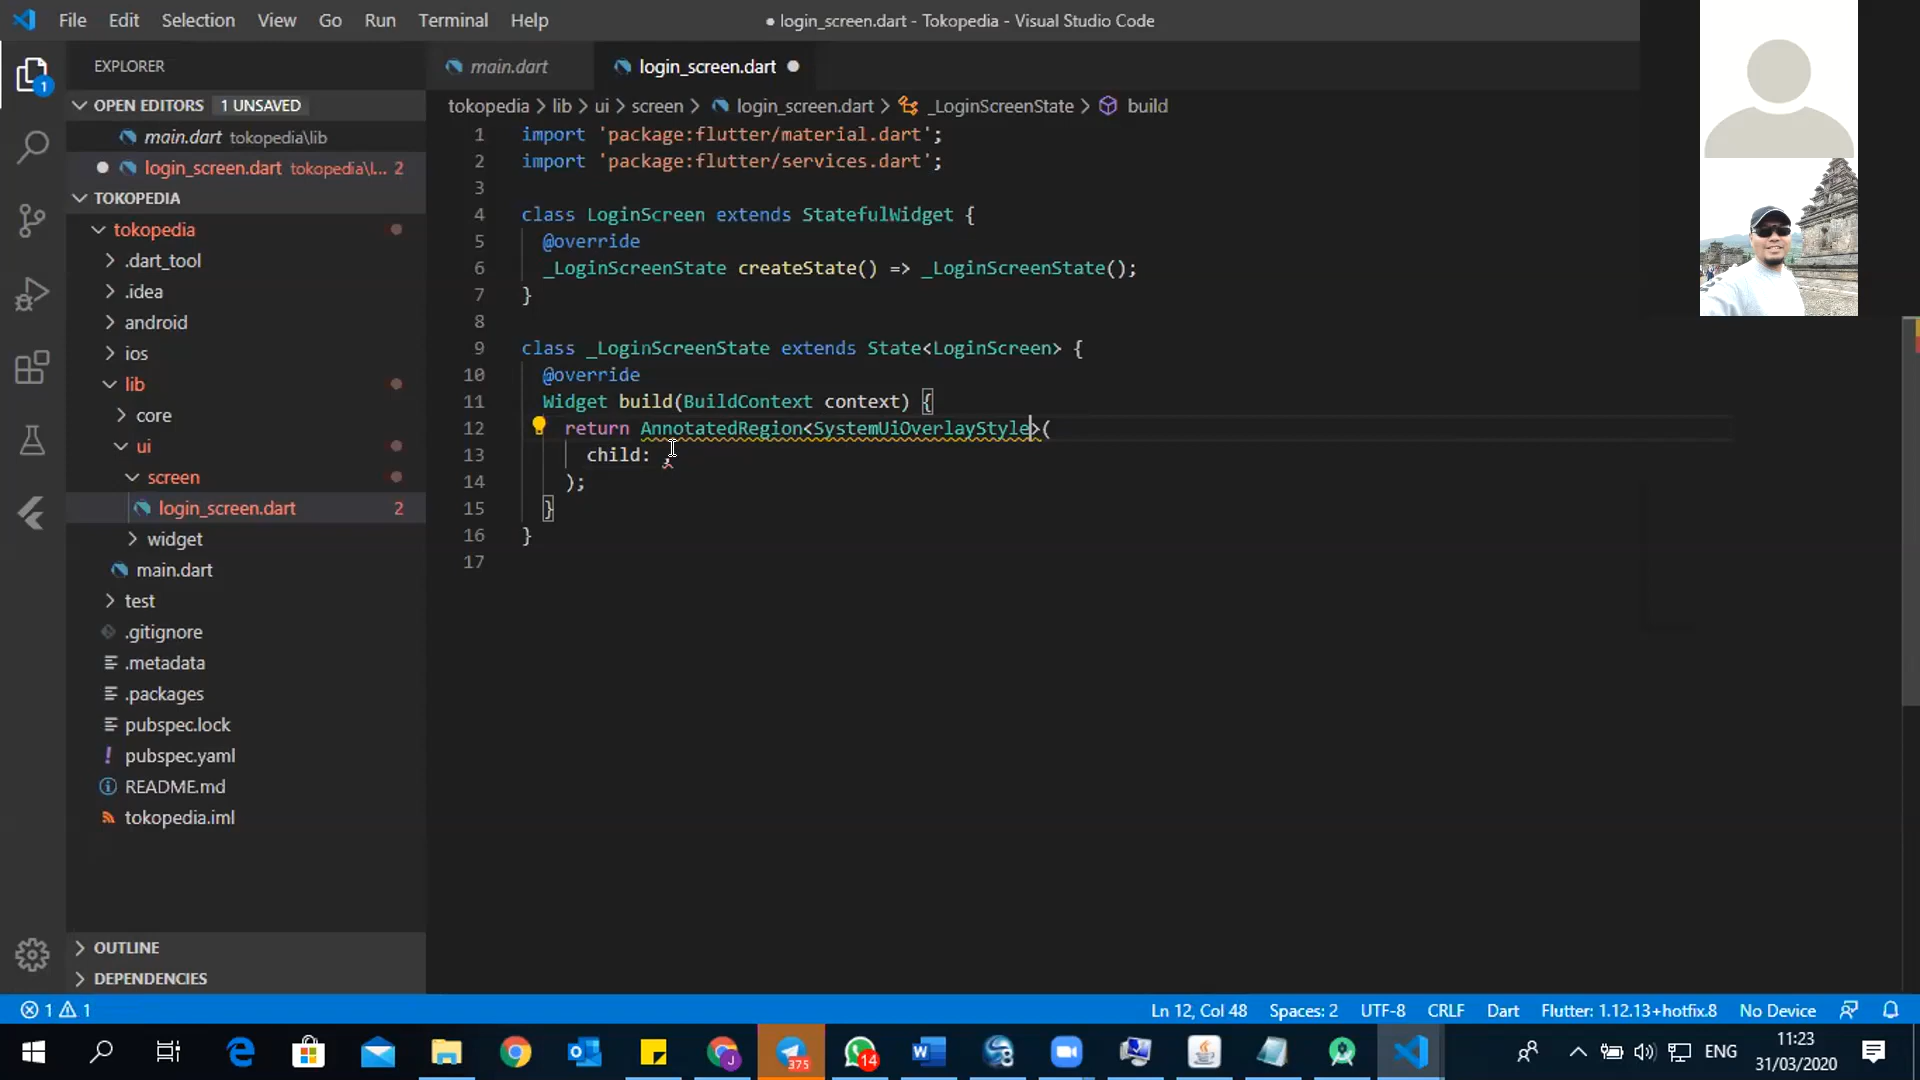 File Edit Selection View Go Run Terminal Help
● login_screen.dart - Tokopedia - Visual Studio Code
EXPLORER
OPEN EDITORS 1 UNSAVED
main.dart tokopedia\lib
login_screen.dart tokopedia\l... 2
TOKOPEDIA
tokopedia
.dart_tool
.idea
android
ios
lib
core
ui
screen
login_screen.dart 2
widget
main.dart
test
.gitignore
.metadata
.packages
pubspec.lock
pubspec.yaml
README.md
tokopedia.iml
OUTLINE
DEPENDENCIES
1
main.dart login_screen.dart
tokopedia > lib > ui > screen > login_screen.dart > _LoginScreenState > build
1 import 'package:flutter/material.dart';
2 import 'package:flutter/services.dart';
3
4 class LoginScreen extends StatefulWidget {
5 @override
6 _LoginScreenState createState() => _LoginScreenState();
7 }
8
9 class _LoginScreenState extends State<LoginScreen> {
10 @override
11 Widget build(BuildContext context) {
12 return AnnotatedRegion<SystemUiOverlayStyle>(
13 child: ,
14 );
15 }
16 }
17
1 1
Ln 12, Col 48 Spaces: 2 UTF-8 CRLF Dart Flutter: 1.12.13+hotfix.8 No Device
J
375
14
ENG
11:23
31/03/2020